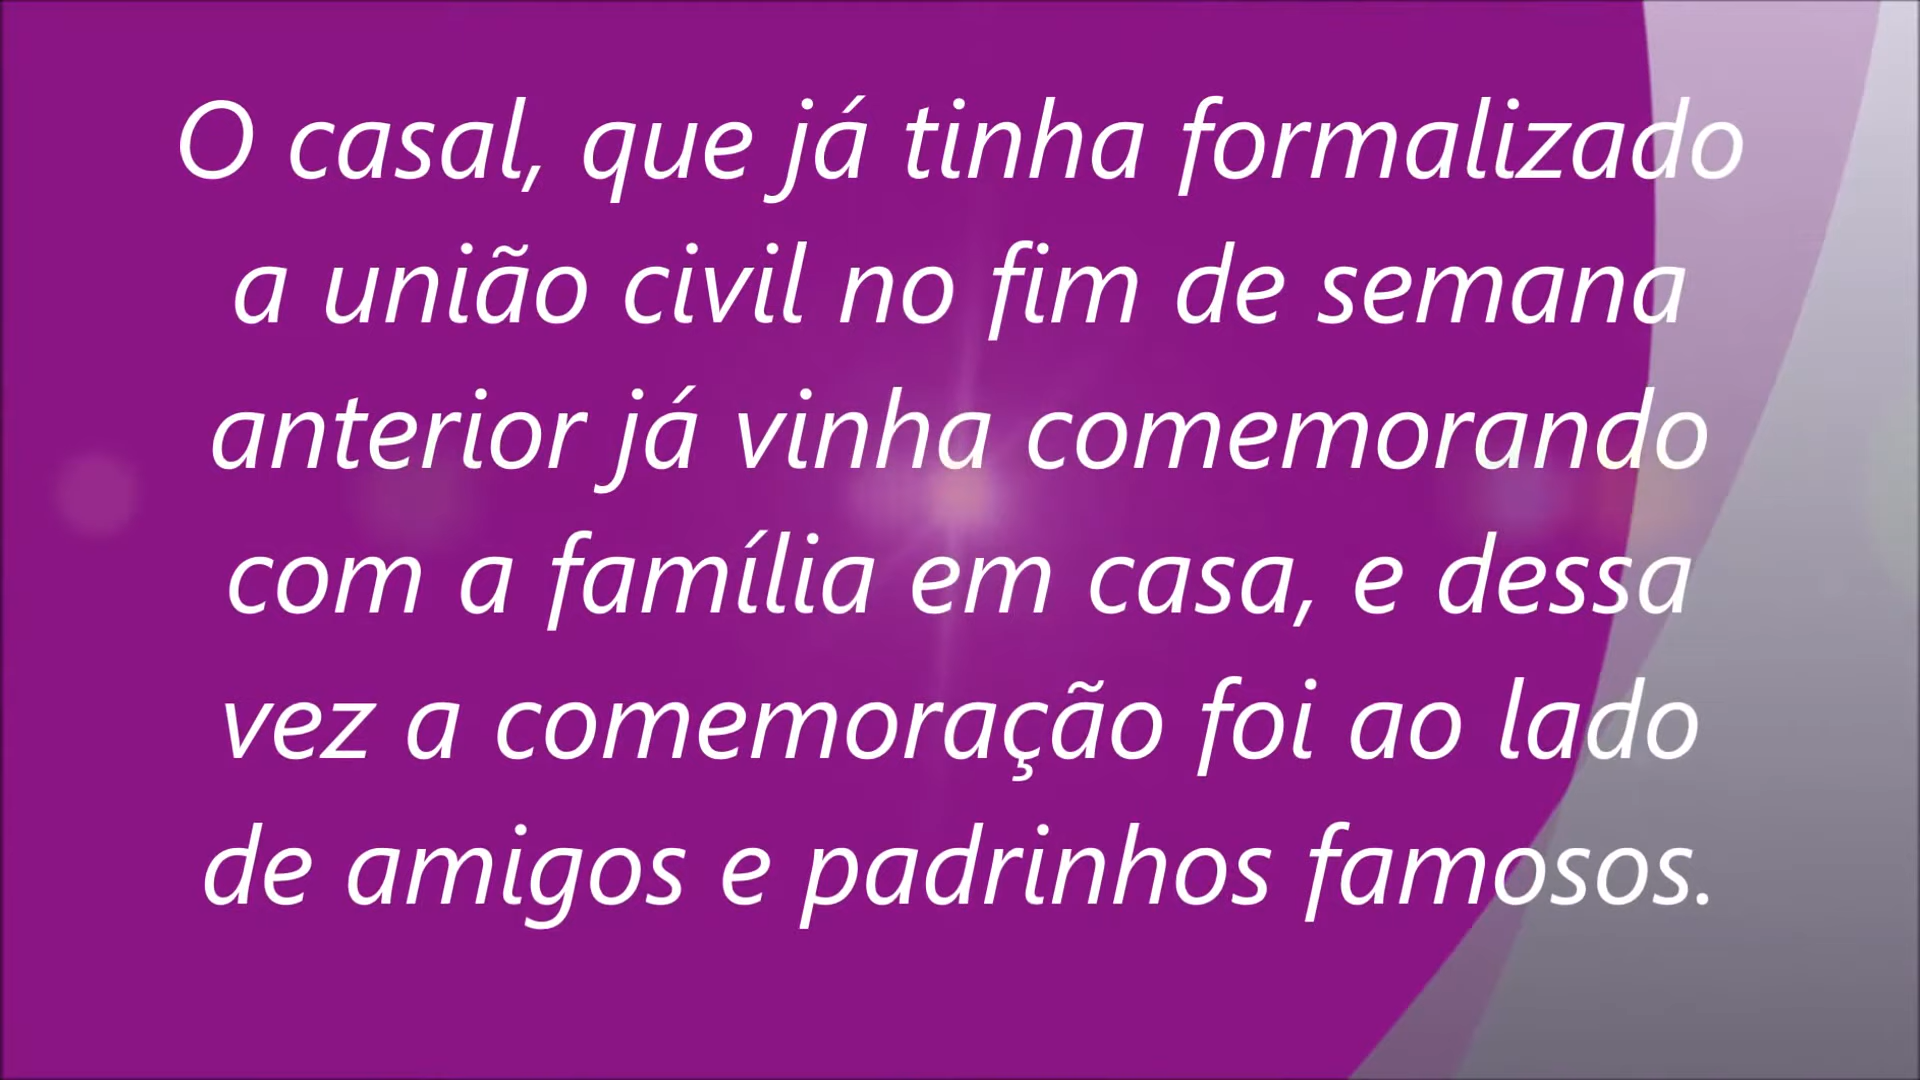 O casal, que já tinha formalizado
a união civil no fim de semana
anterior já vinha comemorando
com a família em casa, e dessa
vez a comemoração foi ao lado
de amigos e padrinhos famosos.